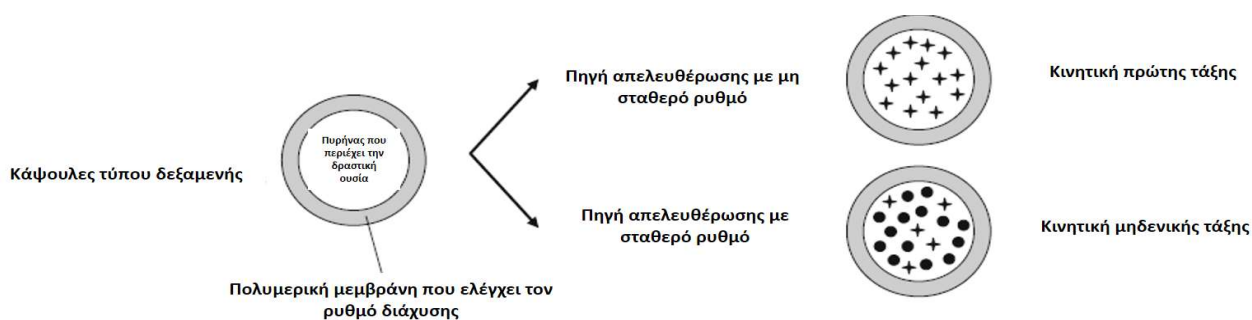 Κάψουλες τύπου δεξαμενής
Πυρήνας που
περιέχει την
δραστική
ουσία
Πολυμερική μεμβράνη που ελέγχει τον
ρυθμό διάχυσης
Πηγή απελευθέρωσης με μη
σταθερό ρυθμό
Κινητική πρώτης τάξης
Πηγή απελευθέρωσης με
σταθερό ρυθμό
Κινητική μηδενικής τάξης